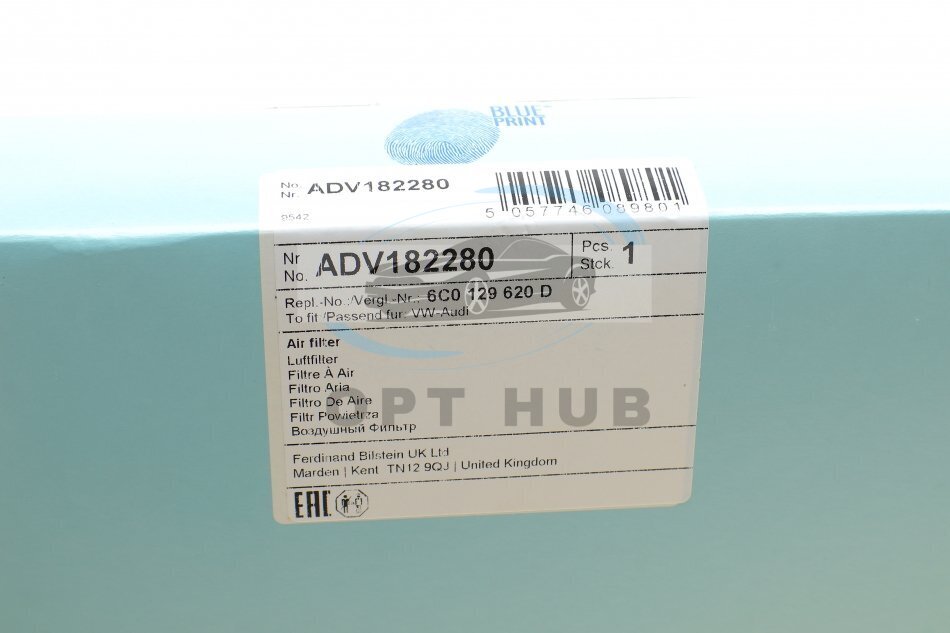 BLUE
PRINT
No.
Nr. ADV182280
9542
5 057746 089801
Nr
No. ADV182280
Pcs.
Stck. 1
Repl.-No.:/Vergl.-Nr.: 6C0 129 620 D
To fit /Passend für: VW-Audi
Air filter
Luftfilter
Filtre À Air
Filtro Aria
Filtro De Aire
Filtr Powietrza
Воздушный Фильтр
OPT HUB
Ferdinand Bilstein UK Ltd
Marden | Kent TN12 9QJ | United Kingdom
EAC